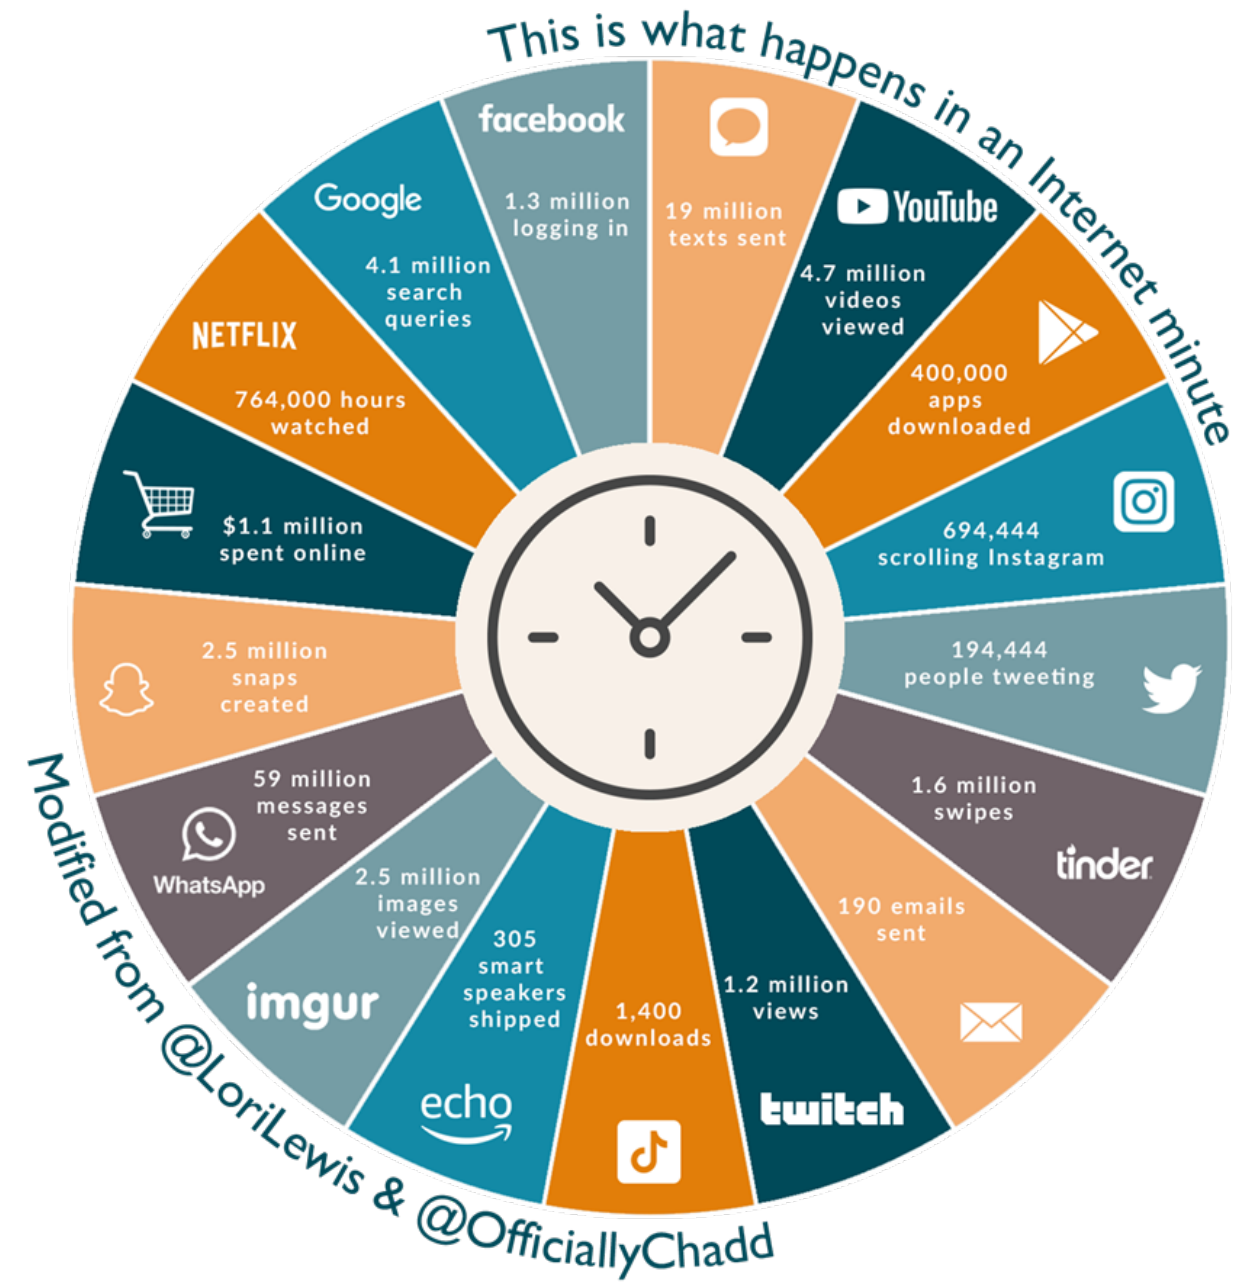 This is what happens in an Internet minute
facebook
1.3 million
logging in
19 million
texts sent
YouTube
4.7 million
videos
viewed
400,000
apps
downloaded
694,444
scrolling Instagram
194,444
people tweeting
1.6 million
swipes
tinder
190 emails
sent
1.2 million
views
twitch
1,400
downloads
305
smart
speakers
shipped
echo
2.5 million
images
viewed
imgur
59 million
messages
sent
WhatsApp
2.5 million
snaps
created
$1.1 million
spent online
NETFLIX
764,000 hours
watched
Google
4.1 million
search
queries
Modified from @LoriLewis & @OfficiallyChadd